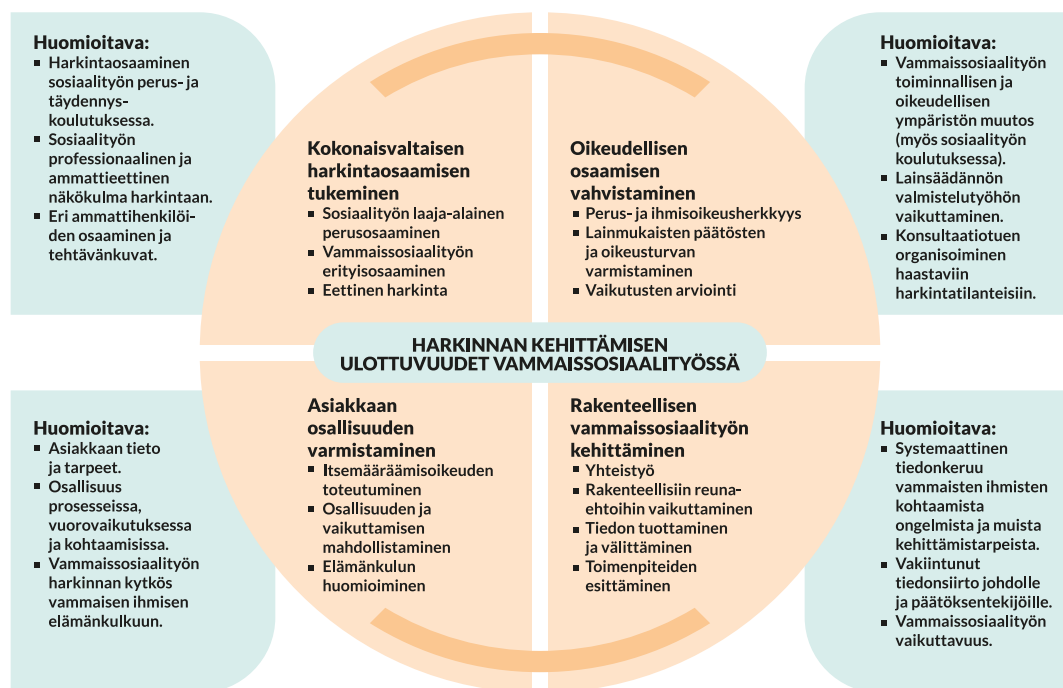 Huomioitava:
▪ Harkintaosaaminen
sosiaalityön perus- ja
täydennys-
koulutuksessa.
▪ Sosiaalityön
professionaalinen ja
ammattieettinen
näkökulma harkintaan.
▪ Eri ammattihenkilöi-
den osaaminen ja
tehtävänkuvat.
Kokonaisvaltaisen
harkintaosaamisen
tukeminen
▪ Sosiaalityön laaja-alainen
perusosaaminen
▪ Vammaissosiaalityön
erityisosaaminen
▪ Eettinen harkinta
Oikeudellisen
osaamisen
vahvistaminen
▪ Perus- ja ihmisoikeusherkkyys
▪ Lainmukaisten päätösten
ja oikeusturvan
varmistaminen
▪ Vaikutusten arviointi
Huomioitava:
▪ Vammaissosiaalityön
toiminnallisen ja
oikeudellisen
ympäristön muutos
(myös sosiaalityön
koulutuksessa).
▪ Lainsäädännön
valmistelutyöhön
vaikuttaminen.
▪ Konsultaatiotuen
organisoiminen
haastaviin
harkintatilanteisiin.
HARKINNAN KEHITTÄMISEN
ULOTTUVUUDET VAMMAISSOSIAALITYÖSSÄ
Huomioitava:
▪ Asiakkaan tieto
ja tarpeet.
▪ Osallisuus
prosesseissa,
vuorovaikutuksessa
ja kohtaamisissa.
▪ Vammaissosiaalityön
harkinnan kytkös
vammaisen ihmisen
elämänkulkuun.
Asiakkaan
osallisuuden
varmistaminen
▪ Itsemääräämisoikeuden
toteutuminen
▪ Osallisuuden ja
vaikuttamisen
mahdollistaminen
▪ Elämänkulun
huomioiminen
Rakenteellisen
vammaissosiaalityön
kehittäminen
▪ Yhteistyö
▪ Rakenteellisiin reuna-
ehtoihin vaikuttaminen
▪ Tiedon tuottaminen
ja välittäminen
▪ Toimenpiteiden
esittäminen
Huomioitava:
▪ Systemaattinen
tiedonkeruu
vammaisten ihmisten
kohtaamista
ongelmista ja muista
kehittämistarpeista.
▪ Vakiintunut
tiedonsiirto johdolle
ja päätöksentekijöille.
▪ Vammaissosiaalityön
vaikuttavuus.